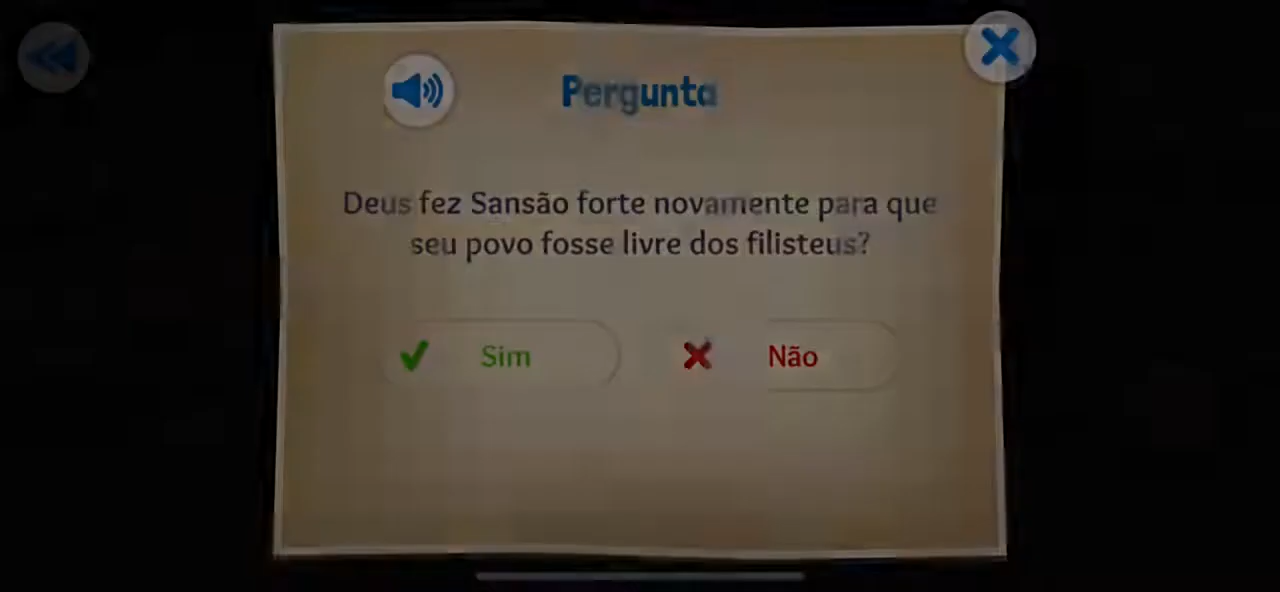 Pergunta
Deus fez Sansão forte novamente para que
seu povo fosse livre dos filisteus?
Sim
Não